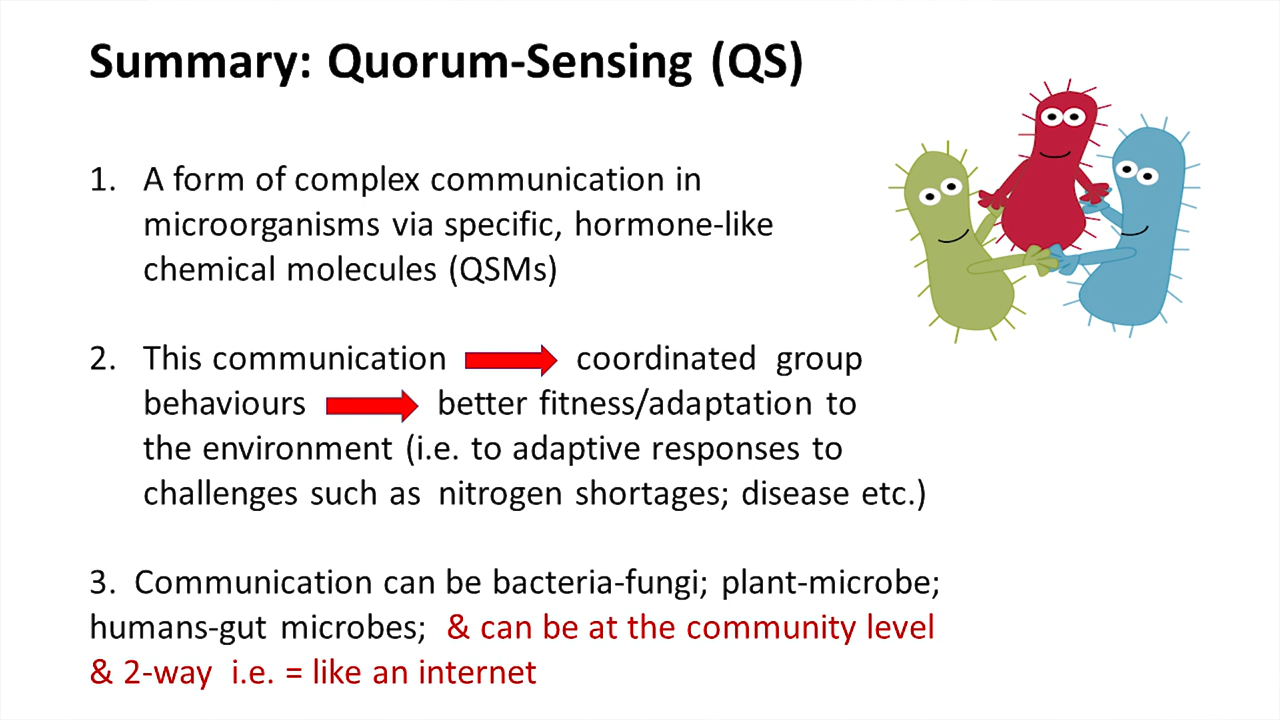 Summary: Quorum-Sensing (QS)
1. A form of complex communication in
microorganisms via specific, hormone-like
chemical molecules (QSMs)
2. This communication coordinated group
behaviours better fitness/adaptation to
the environment (i.e. to adaptive responses to
challenges such as nitrogen shortages; disease etc.)
3. Communication can be bacteria-fungi; plant-microbe;
humans-gut microbes; & can be at the community level
& 2-way i.e. = like an internet